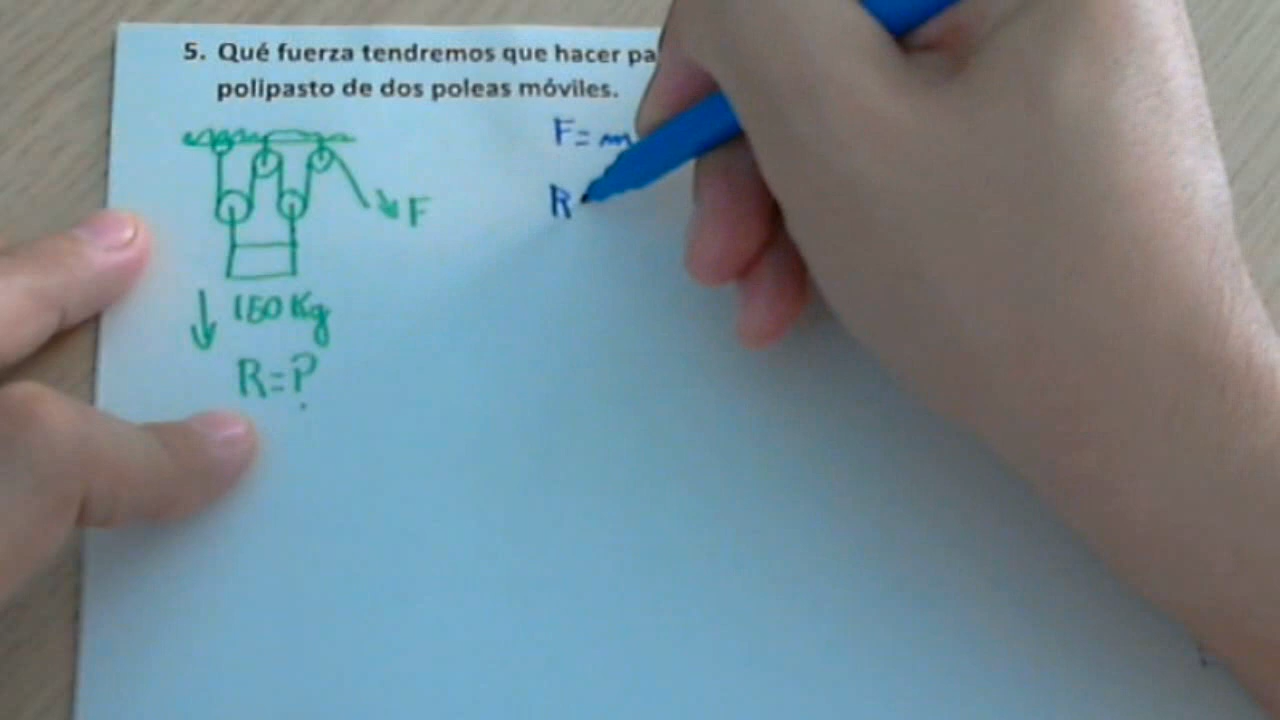 5. Qué fuerza tendremos que hacer pa
polipasto de dos poleas móviles.
F= m
R
F
150 Kg
R=?